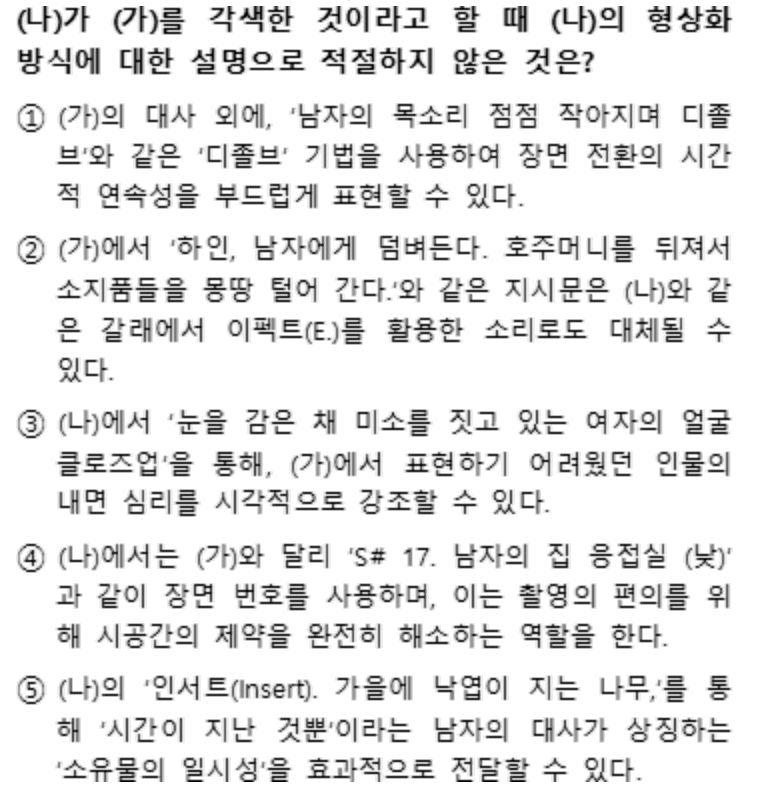 (나)가 (가)를 각색한 것이라고 할 때 (나)의 형상화
방식에 대한 설명으로 적절하지 않은 것은?
① (가)의 대사 외에, '남자의 목소리 점점 작아지며 디졸
브'와 같은 '디졸브' 기법을 사용하여 장면 전환의 시간
적 연속성을 부드럽게 표현할 수 있다.
② (가)에서 '하인, 남자에게 덤벼든다. 호주머니를 뒤져서
소지품들을 몽땅 털어 간다.'와 같은 지시문은 (나)와 같
은 갈래에서 이펙트(E.)를 활용한 소리로도 대체될 수
있다.
③ (나)에서 '눈을 감은 채 미소를 짓고 있는 여자의 얼굴
클로즈업'을 통해, (가)에서 표현하기 어려웠던 인물의
내면 심리를 시각적으로 강조할 수 있다.
④ (나)에서는 (가)와 달리 'S# 17. 남자의 집 응접실 (낮)'
과 같이 장면 번호를 사용하며, 이는 촬영의 편의를 위
해 시공간의 제약을 완전히 해소하는 역할을 한다.
⑤ (나)의 '인서트(Insert). 가을에 낙엽이 지는 나무,'를 통
해 '시간이 지난 것뿐'이라는 남자의 대사가 상징하는
'소유물의 일시성'을 효과적으로 전달할 수 있다.